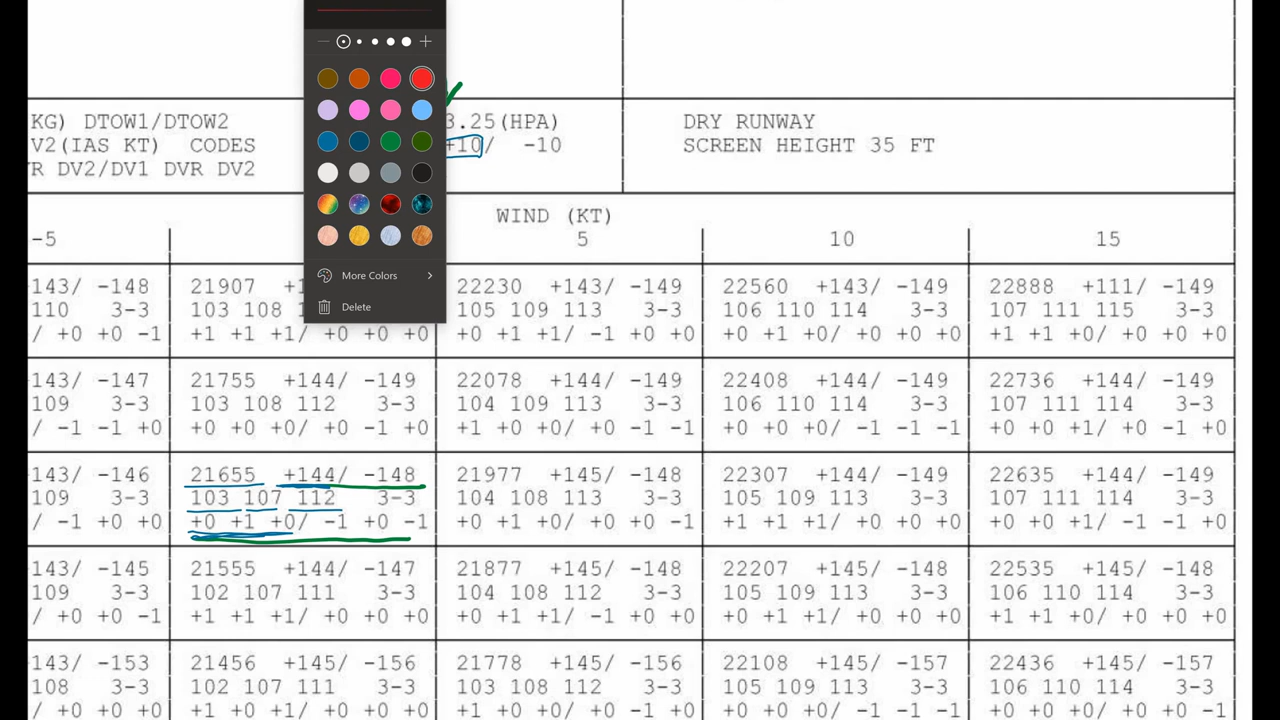 KG) DTOW1/DTOW2 3.25(HPA) DRY RUNWAY
V2(IAS KT) CODES +10/ -10 SCREEN HEIGHT 35 FT
R DV2/DV1 DVR DV2
WIND (KT)
-5 5 10 15
143/ -148 21907 22230 +143/ -149 22560 +143/ -149 22888 +111/ -149
110 3-3 103 108 105 109 113 3-3 106 110 114 3-3 107 111 115 3-3
/ +0 +0 -1 +1 +1 +1/ +0 +0 +0 +0 +1 +1/ -1 +0 +0 +0 +1 +0/ +0 +0 +0 +0 +1 +0/ +0 +0 +0
143/ -147 21755 +144/ -149 22078 +144/ -149 22408 +144/ -149 22736 +144/ -149
109 3-3 103 108 112 3-3 104 109 113 3-3 106 110 114 3-3 107 111 114 3-3
/ -1 -1 +0 +0 +0 +0/ +0 -1 +0 +1 +0 +0/ +0 -1 -1 +0 +0 +0/ -1 -1 -1 +0 +0 +1/ +0 -1 +0
143/ -146 21655 +144/ -148 21977 +145/ -148 22307 +144/ -149 22635 +144/ -149
109 3-3 103 107 112 3-3 104 108 113 3-3 105 109 113 3-3 107 111 114 3-3
/ -1 +0 +0 +0 +1 +0/ -1 +0 -1 +0 +1 +0/ +0 +0 -1 +1 +1 +1/ +0 +0 +0 +0 +0 +1/ -1 -1 +0
143/ -145 21555 +144/ -147 21877 +145/ -148 22207 +145/ -148 22535 +145/ -148
109 3-3 102 107 111 3-3 104 108 112 3-3 105 109 113 3-3 106 110 114 3-3
/ +0 +0 -1 +1 +1 +1/ +0 +0 +0 +0 +1 +1/ -1 +0 +0 +0 +1 +0/ +0 +0 +0 +1 +1 +0/ +0 +0 +0
143/ -153 21456 +145/ -156 21778 +145/ -156 22108 +145/ -157 22436 +145/ -157
108 3-3 102 107 111 3-3 103 108 112 3-3 105 109 113 3-3 106 110 114 3-3
/ +0 +0 +0 +1 +0 +1/ +0 +0 +0 +1 +0 +0/ +0 +0 +0 +0 +0 +0/ -1 -1 -1 +0 +0 +0/ +0 +0 -1
More Colors
Delete